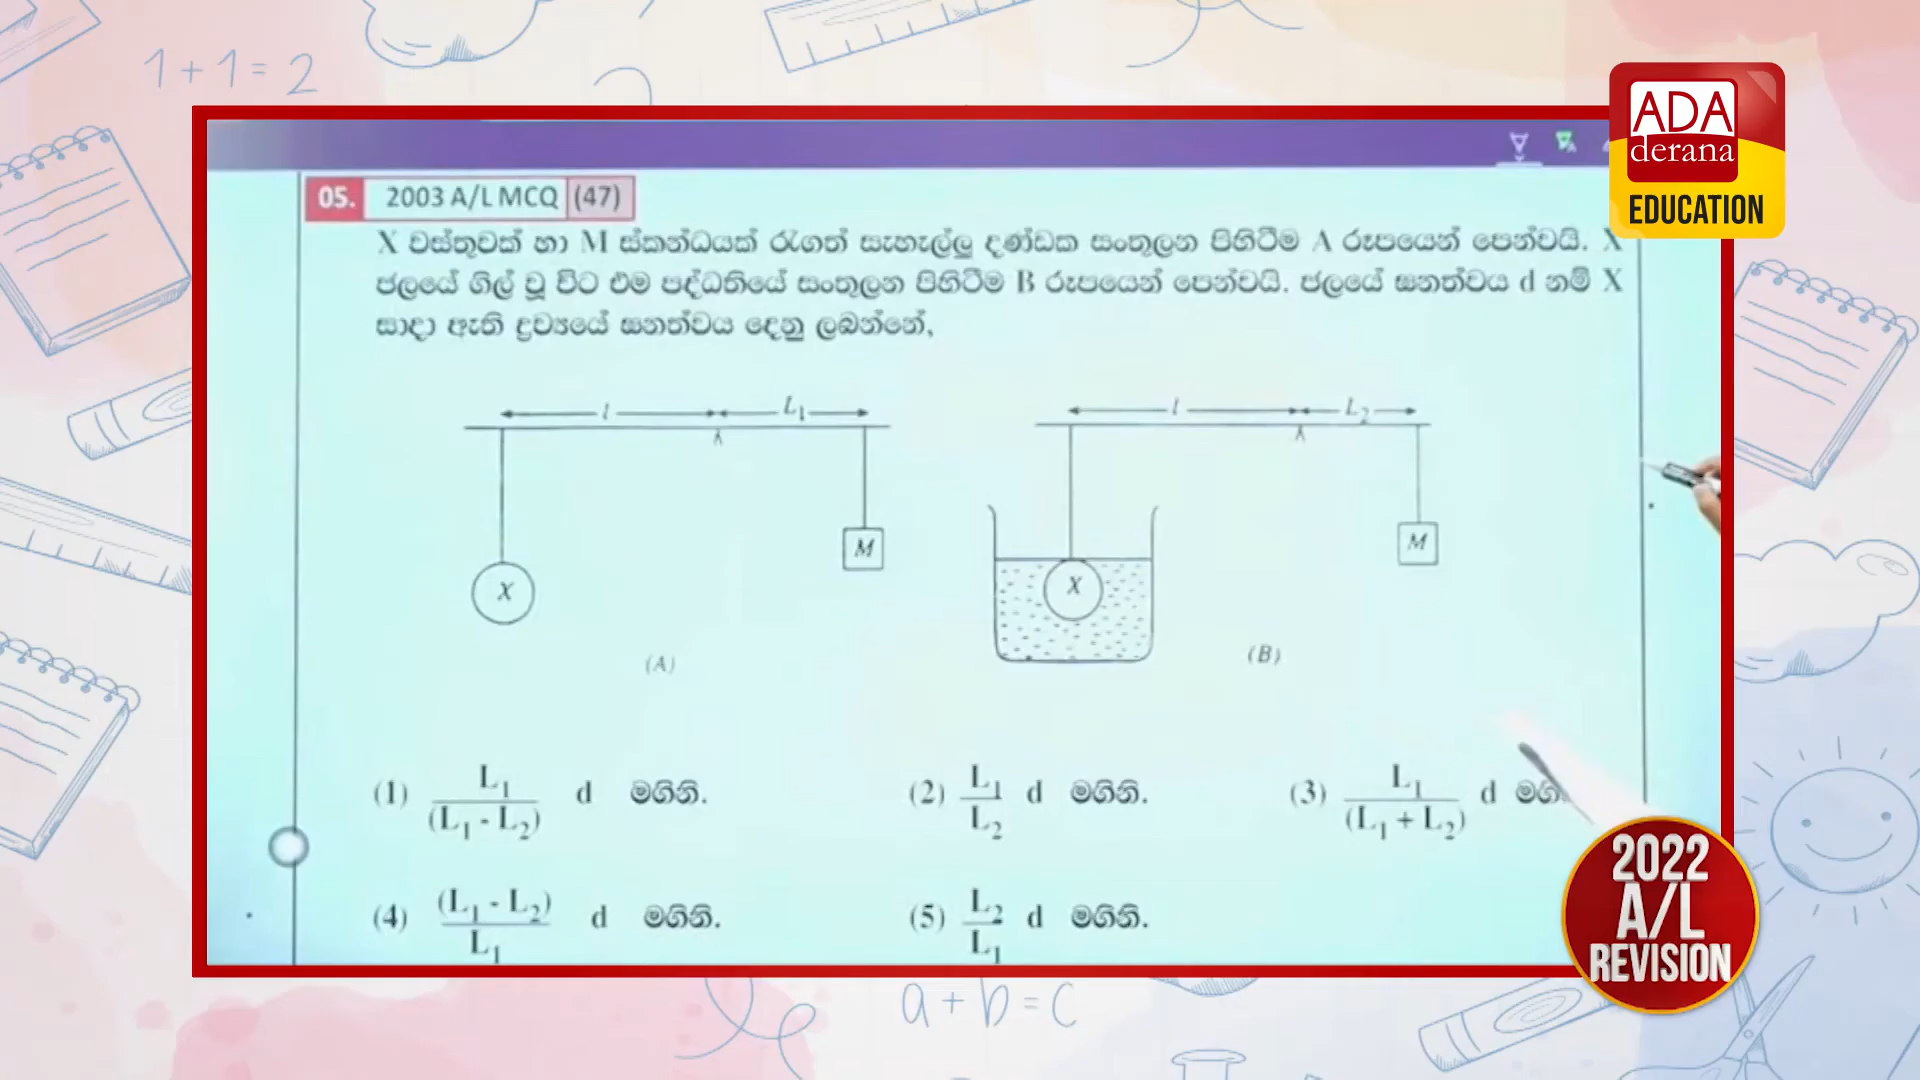 1 + 1 = 2
ADA
derana
EDUCATION
05. 2003 A/L MCQ (47)
X වස්තුවක් හා M ස්කන්ධයක් රැගත් සැහැල්ලු දණ්ඩක සංතුලන පිහිටීම A රූපයෙන් පෙන්වයි. X
ජලයේ ගිල් වූ විට එම පද්ධතියේ සංතුලන පිහිටීම B රූපයෙන් පෙන්වයි. ජලයේ ඝනත්වය d නම් X
සාදා ඇති ද්‍රව්‍යයේ ඝනත්වය දෙනු ලබන්නේ,
l L₁ l L₂
M M
X X
(A) (B)
(1) L₁ / (L₁ - L₂) d මගිනි. (2) L₁ / L₂ d මගිනි. (3) L₁ / (L₁ + L₂) d
(4) (L₁ - L₂) / L₁ d මගිනි. (5) L₂ / L₁ d මගිනි.
2022
A/L
REVISION
a + b = c